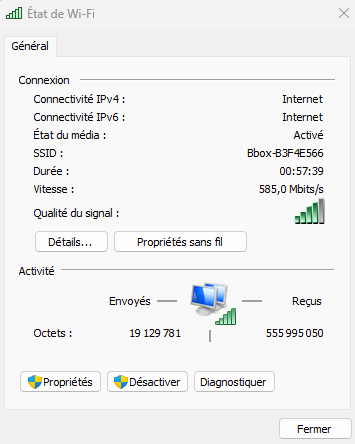 État de Wi-Fi
Général
Connexion
Connectivité IPv4 : Internet
Connectivité IPv6 : Internet
État du média : Activé
SSID : Bbox-B3F4E566
Durée : 00:57:39
Vitesse : 585,0 Mbits/s
Qualité du signal :
Détails... Propriétés sans fil
Activité
Envoyés Reçus
Octets : 19 129 781 555 995 050
Propriétés Désactiver Diagnostiquer
Fermer